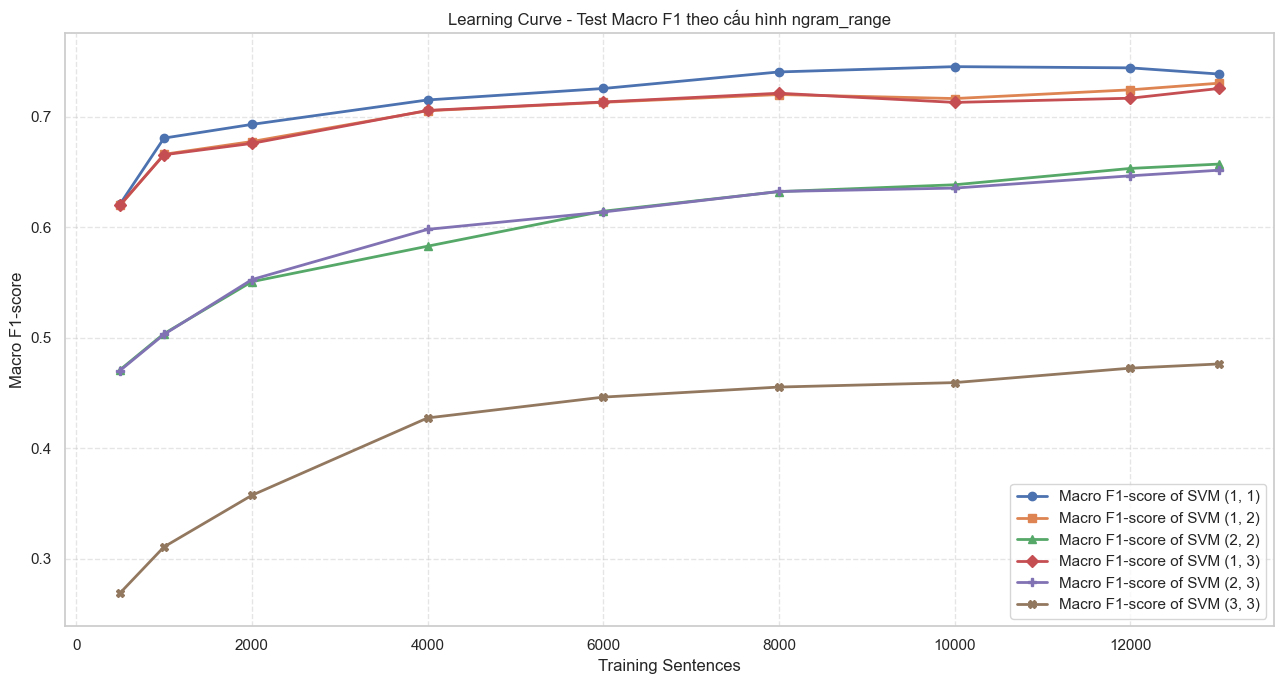 Learning Curve - Test Macro F1 theo cấu hình ngram_range
Macro F1-score
0.7
0.6
0.5
0.4
0.3
0
2000
4000
6000
8000
10000
12000
Training Sentences
Macro F1-score of SVM (1, 1)
Macro F1-score of SVM (1, 2)
Macro F1-score of SVM (2, 2)
Macro F1-score of SVM (1, 3)
Macro F1-score of SVM (2, 3)
Macro F1-score of SVM (3, 3)